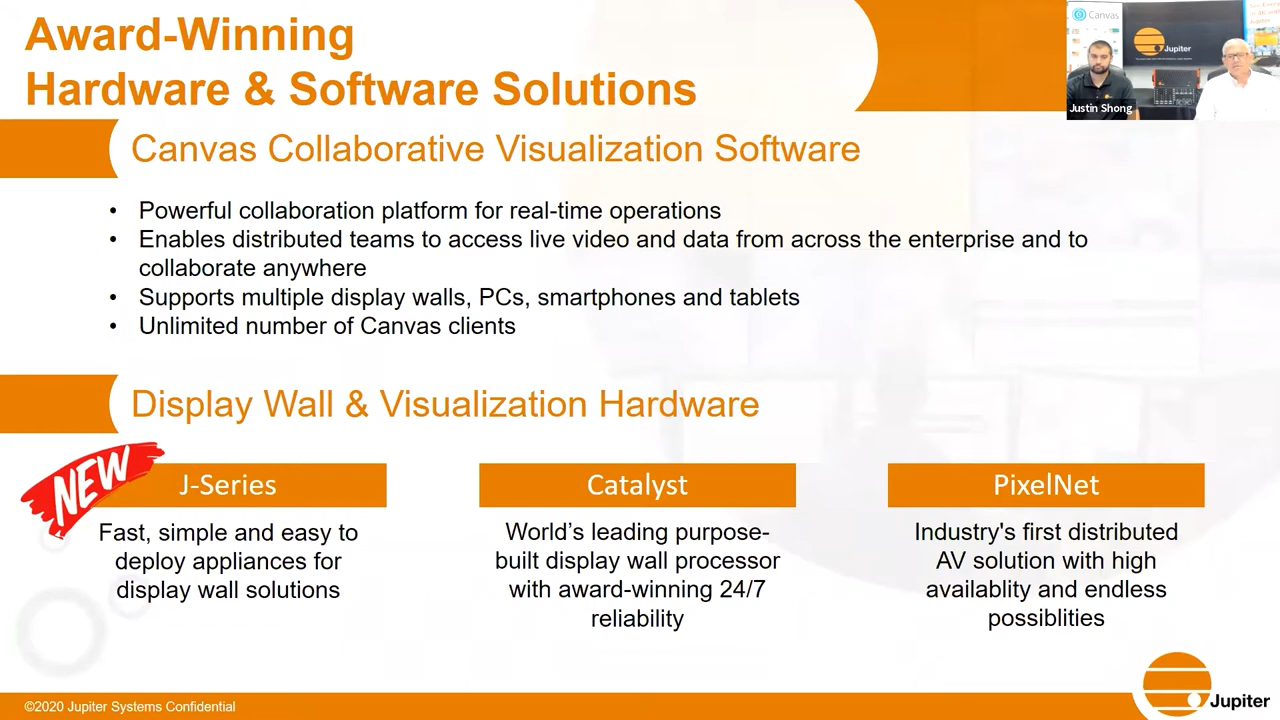 Award-Winning
Hardware & Software Solutions
Canvas
Jupiter
Justin Shong
Canvas Collaborative Visualization Software
• Powerful collaboration platform for real-time operations
• Enables distributed teams to access live video and data from across the enterprise and to
collaborate anywhere
• Supports multiple display walls, PCs, smartphones and tablets
• Unlimited number of Canvas clients
Display Wall & Visualization Hardware
NEW
J-Series
Fast, simple and easy to
deploy appliances for
display wall solutions
Catalyst
World's leading purpose-
built display wall processor
with award-winning 24/7
reliability
PixelNet
Industry's first distributed
AV solution with high
availablity and endless
possiblities
©2020 Jupiter Systems Confidential
Jupiter